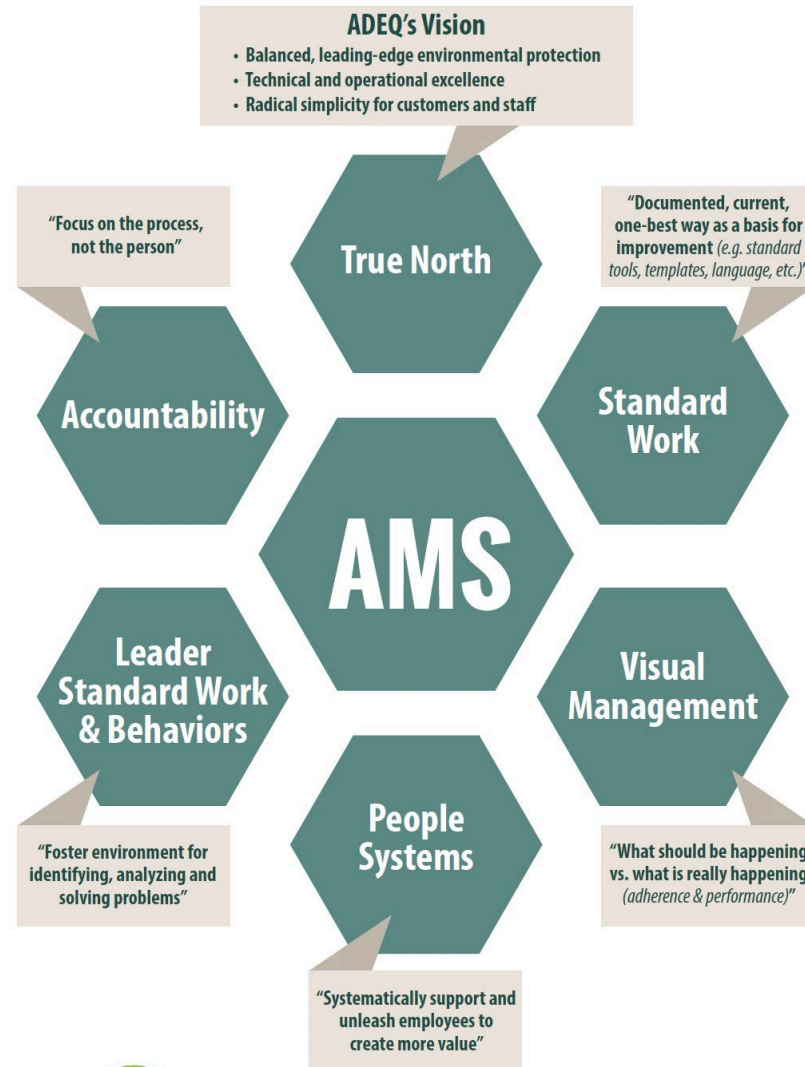 ADEQ's Vision
• Balanced, leading-edge environmental protection
• Technical and operational excellence
• Radical simplicity for customers and staff
True North
"Focus on the process,
not the person"
Accountability
"Documented, current,
one-best way as a basis for
improvement (e.g. standard
tools, templates, language, etc.)"
Standard
Work
AMS
Leader
Standard Work
& Behaviors
"Foster environment for
identifying, analyzing and
solving problems"
Visual
Management
"What should be happening
vs. what is really happening
(adherence & performance)"
People
Systems
"Systematically support and
unleash employees to
create more value"